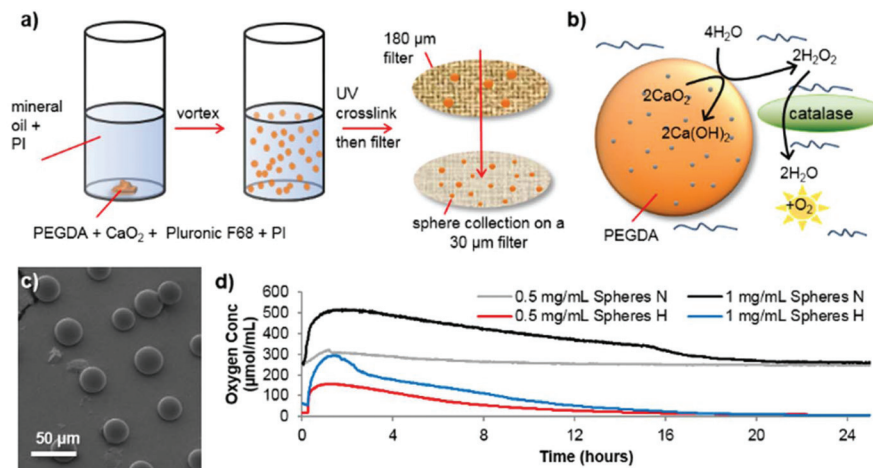 a)
180 µm
filter
mineral
oil +
PI
vortex
UV
crosslink
then filter
PEGDA + CaO₂ + Pluronic F68 + PI
sphere collection on a
30 µm filter
b)
4H₂O
2H₂O₂
2CaO₂
2Ca(OH)₂
catalase
2H₂O
+O₂
PEGDA
c)
50 µm
d)
Oxygen Conc
(µmol/mL)
600
500
400
300
200
100
0
0.5 mg/mL Spheres N
1 mg/mL Spheres N
0.5 mg/mL Spheres H
1 mg/mL Spheres H
0 4 8 12 16 20 24
Time (hours)